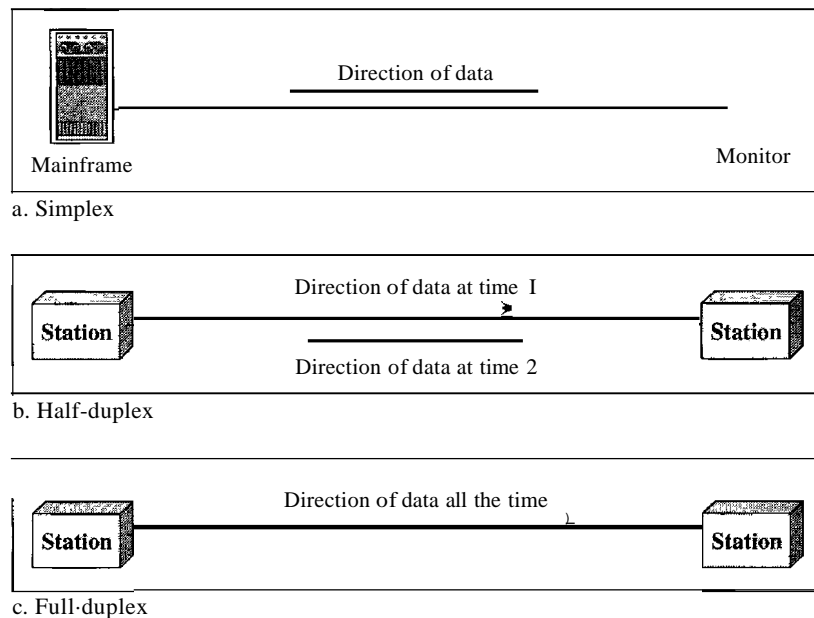 Direction of data
Mainframe
Monitor
a. Simplex
Direction of data at time I
Station
Station
Direction of data at time 2
b. Half-duplex
Direction of data all the time
Station
Station
c. Full·duplex